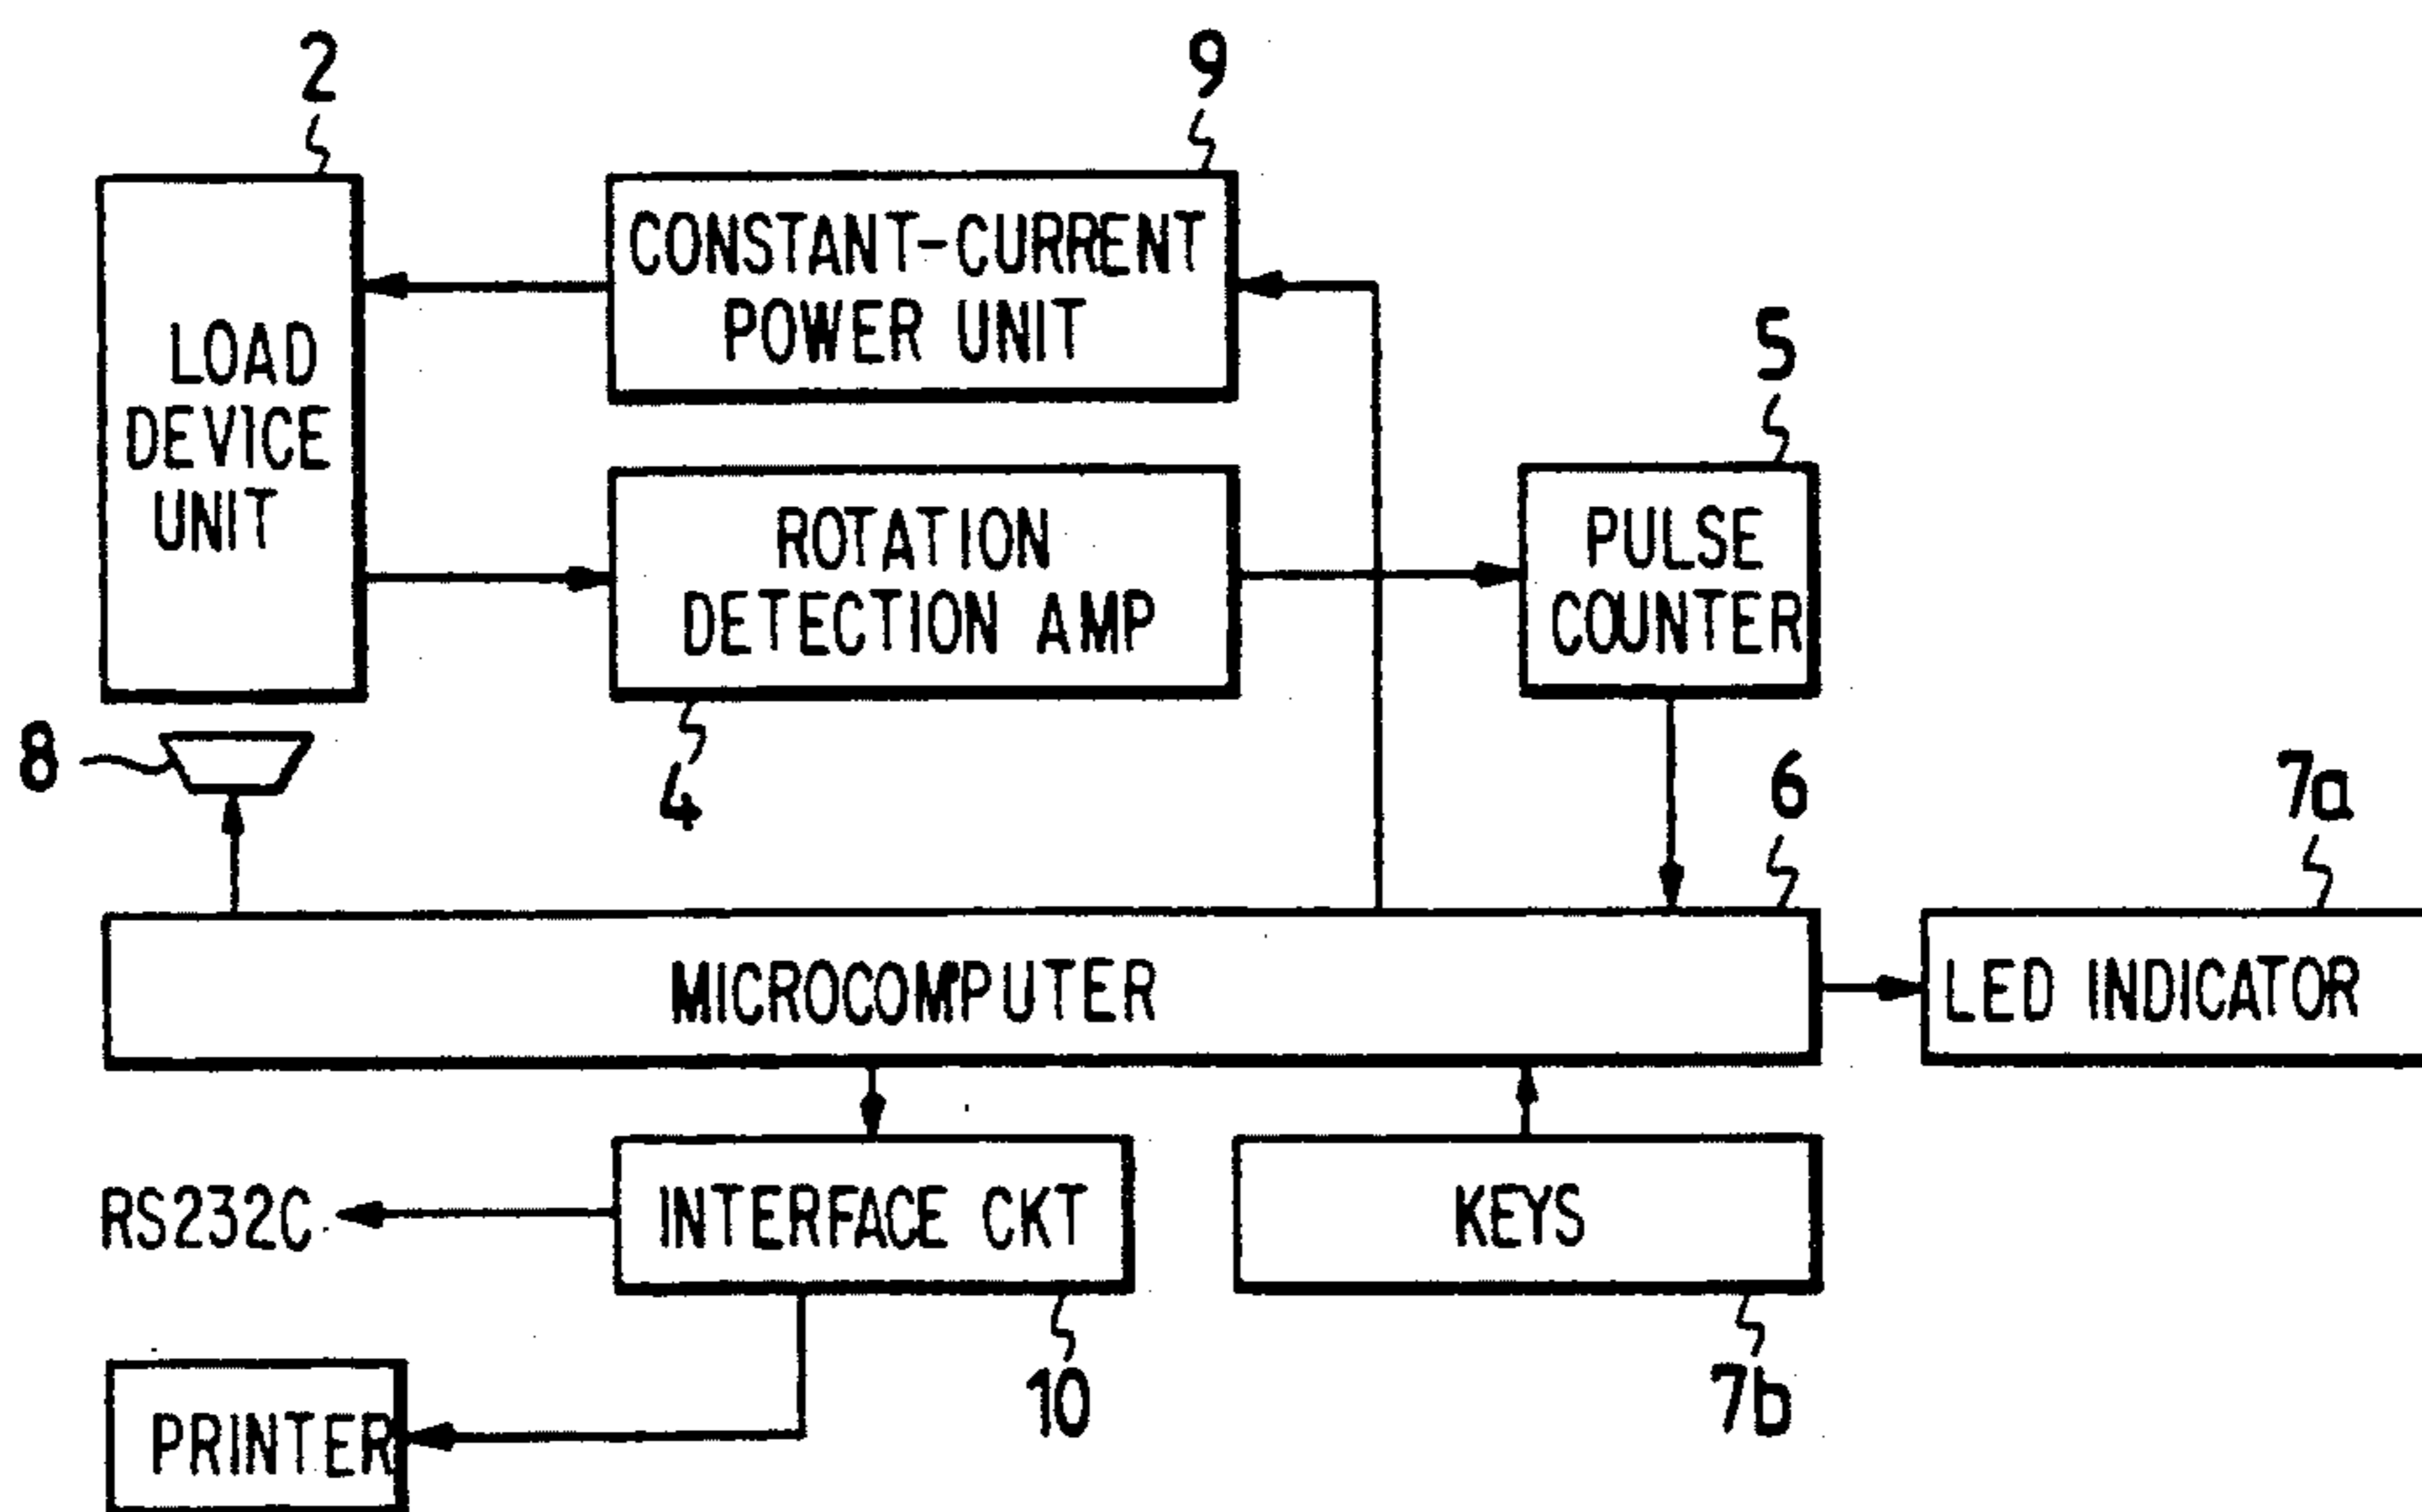 2
9
CONSTANT-CURRENT
POWER UNIT
LOAD
DEVICE
UNIT
5
ROTATION
DETECTION AMP
PULSE
COUNTER
8
4
6
7a
MICROCOMPUTER
LED INDICATOR
RS232C
INTERFACE CKT
KEYS
10
7b
PRINTER